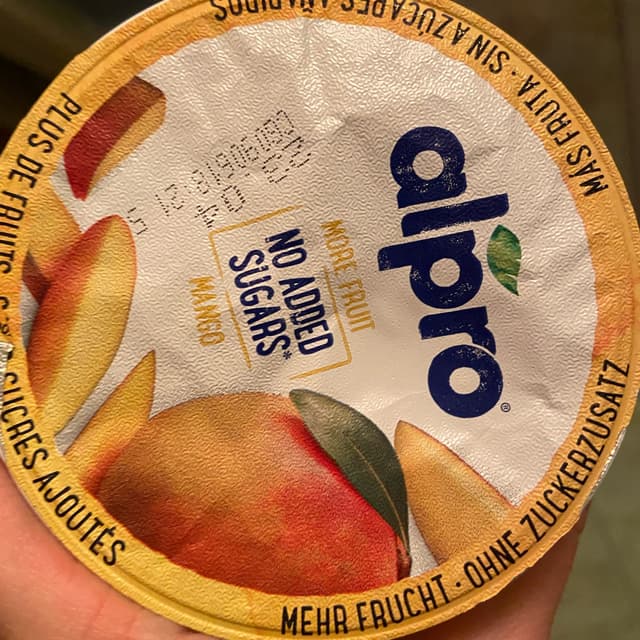 alpro®
MORE FRUIT
NO ADDED
SUGARS*
MANGO
MÁS FRUTA · SIN AZÚCARES AÑADIDOS
PLUS DE FRUITS · SUCRES AJOUTÉS
MEHR FRUCHT · OHNE ZUCKERZUSATZ